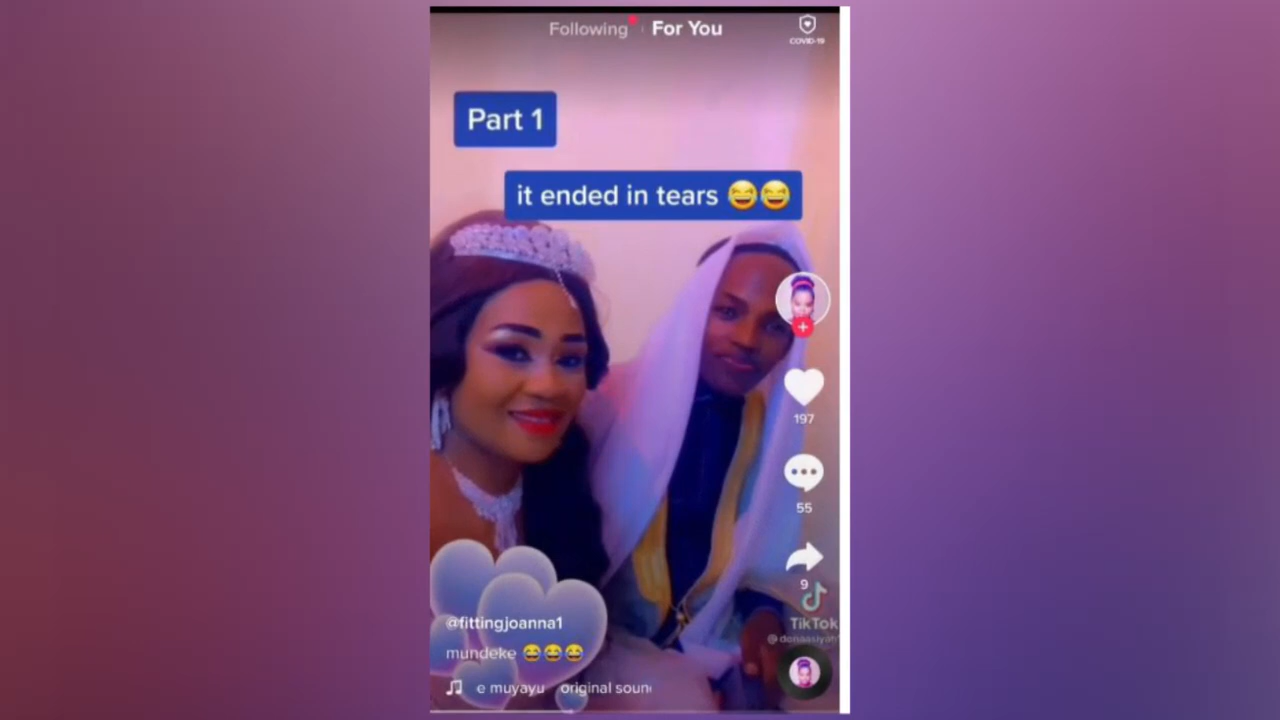 Following For You
COVID-19
Part 1
it ended in tears 😂😂
197
55
9
TikTok
@fittingjoanna1
mundeke 😂😂😂
e muyayu original soun